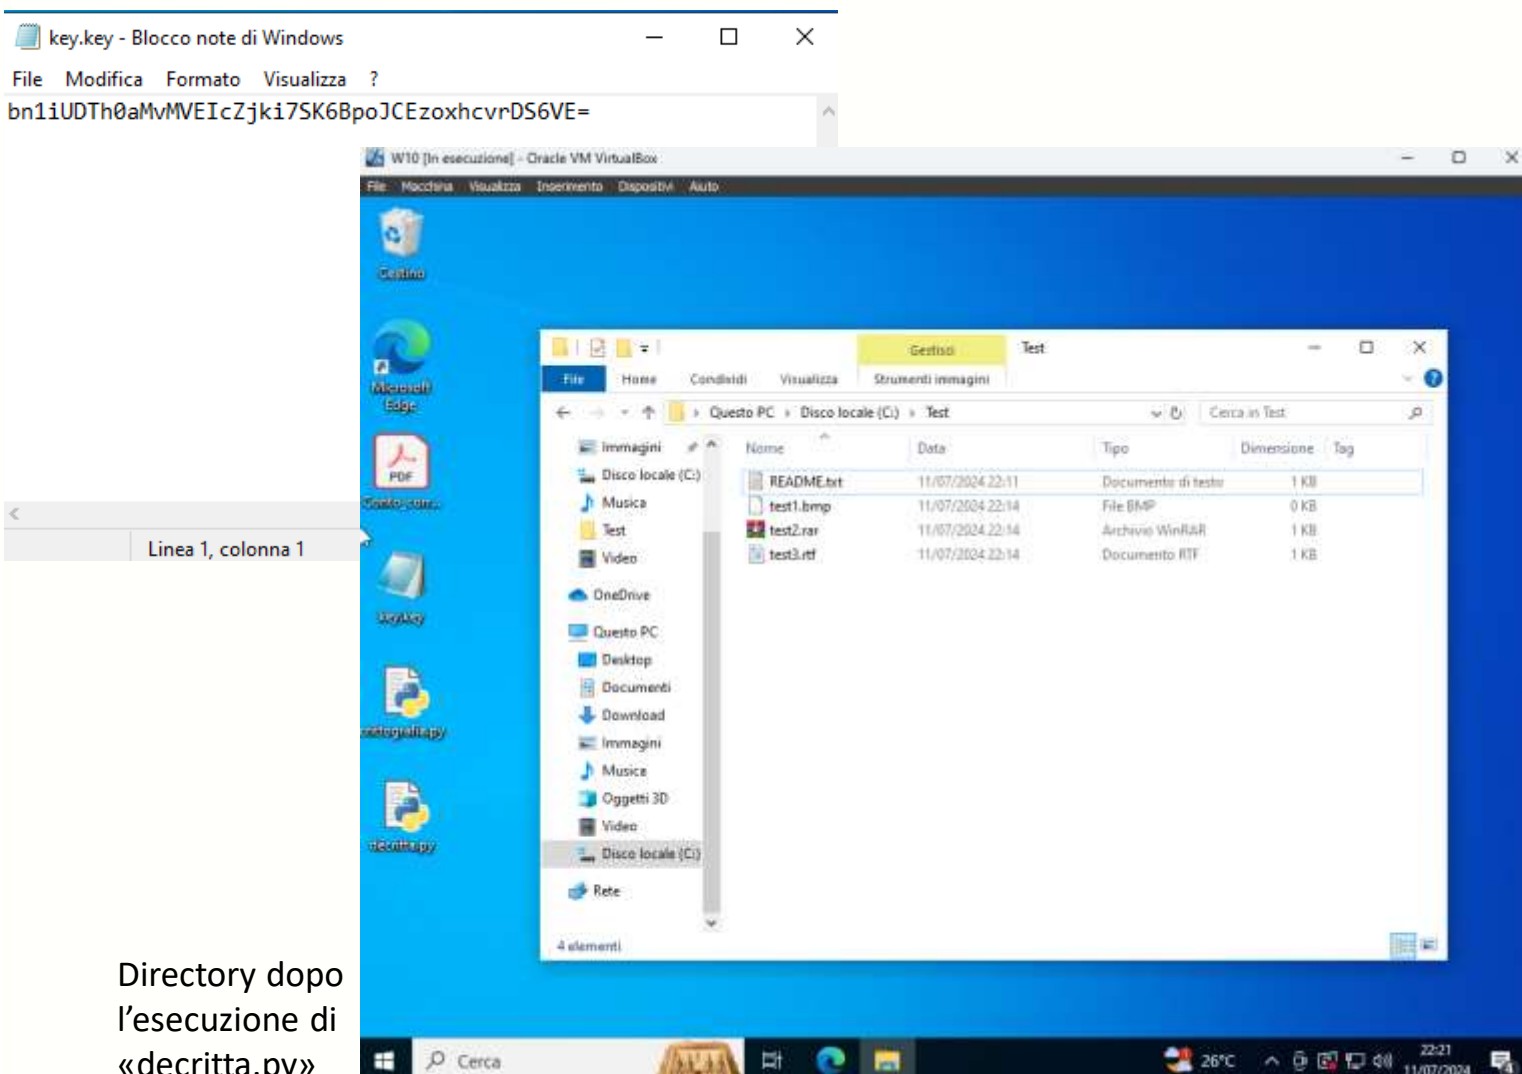 key.key - Blocco note di Windows
File Modifica Formato Visualizza ?
bn1iUDTh0aMvMVEIcZjki7SK6BpoJCEzoxhcvrDS6VE=
Linea 1, colonna 1
W10 [In esecuzione] - Oracle VM VirtualBox
File Macchina Visualizza Inserimento Dispositivi Aiuto
Cestino
Microsoft
Edge
PDF
key.key
decritta.py
Gestisci Test
File Home Condividi Visualizza Strumenti immagini
Questo PC › Disco locale (C:) › Test
Cerca in Test
Immagini
Disco locale (C:)
Musica
Test
Video
OneDrive
Questo PC
Desktop
Documenti
Download
Immagini
Musica
Oggetti 3D
Video
Disco locale (C:)
Rete
Nome Data Tipo Dimensione Tag
README.txt 11/07/2024 22:11 Documento di testo 1 KB
test1.bmp 11/07/2024 22:14 File BMP 0 KB
test2.rar 11/07/2024 22:14 Archivio WinRAR 1 KB
test3.rtf 11/07/2024 22:14 Documento RTF 1 KB
4 elementi
Directory dopo
l’esecuzione di
«decritta.py»
Cerca
26°C
22:21
11/07/2024